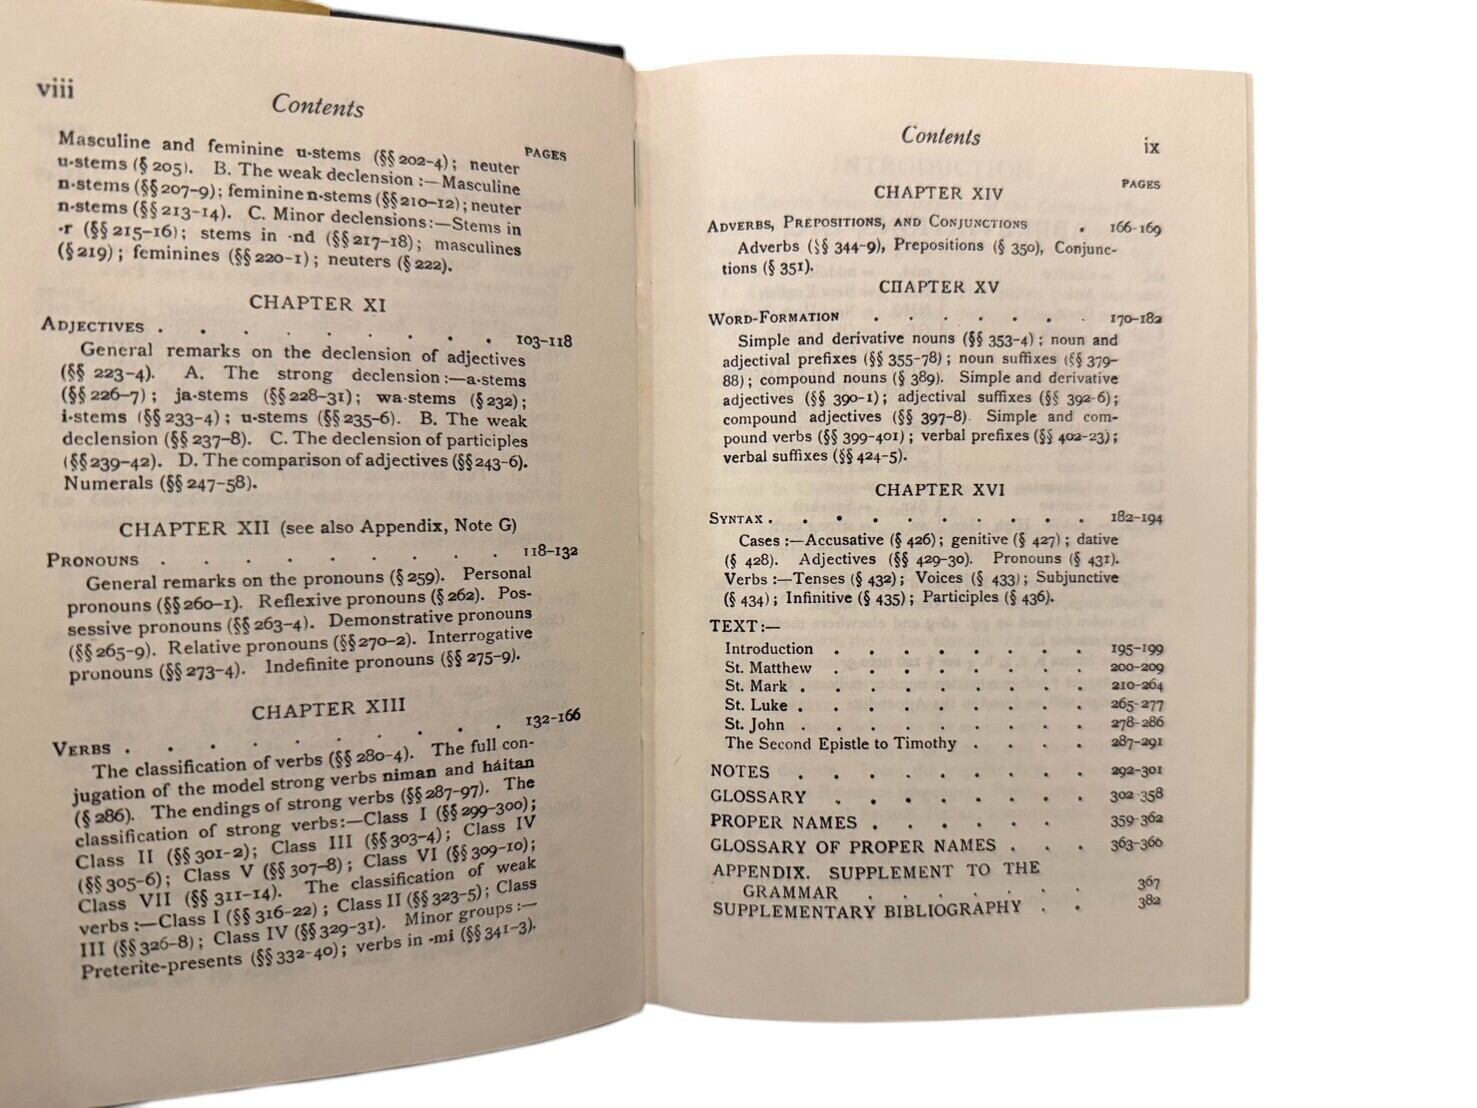 viii
Contents
PAGES
Masculine and feminine u-stems (§§ 202-4); neuter
u-stems (§ 205). B. The weak declension :—Masculine
n-stems (§§ 207-9); feminine n-stems (§§ 210-12); neuter
n-stems (§§ 213-14). C. Minor declensions:—Stems in
-r (§§ 215-16); stems in -nd (§§ 217-18); masculines
(§ 219); feminines (§§ 220-1); neuters (§ 222).
CHAPTER XI
ADJECTIVES . . . . . . . . . 103-118
General remarks on the declension of adjectives
(§§ 223-4). A. The strong declension :—a-stems
(§§ 226-7); ja-stems (§§ 228-31); wa-stems (§ 232);
i-stems (§§ 233-4); u-stems (§§ 235-6). B. The weak
declension (§§ 237-8). C. The declension of participles
(§§ 239-42). D. The comparison of adjectives (§§ 243-6).
Numerals (§§ 247-58).
CHAPTER XII (see also Appendix, Note G)
PRONOUNS . . . . . . . . . 118-132
General remarks on the pronouns (§ 259). Personal
pronouns (§§ 260-1). Reflexive pronouns (§ 262). Pos-
sessive pronouns (§§ 263-4). Demonstrative pronouns
(§§ 265-9). Relative pronouns (§§ 270-2). Interrogative
pronouns (§§ 273-4). Indefinite pronouns (§§ 275-9).
CHAPTER XIII
VERBS . . . . . . . . . . 132-166
The classification of verbs (§§ 280-4). The full con-
jugation of the model strong verbs niman and háitan
(§ 286). The endings of strong verbs (§§ 287-97). The
classification of strong verbs:—Class I (§§ 299-300);
Class II (§§ 301-2); Class III (§§ 303-4); Class IV
(§§ 305-6); Class V (§§ 307-8); Class VI (§§ 309-10);
Class VII (§§ 311-14). The classification of weak
verbs :—Class I (§§ 316-22); Class II (§§ 323-5); Class
III (§§ 326-8); Class IV (§§ 329-31). Minor groups :—
Preterite-presents (§§ 332-40); verbs in -mi (§§ 341-3).
Contents
ix
PAGES
CHAPTER XIV
ADVERBS, PREPOSITIONS, AND CONJUNCTIONS . 166-169
Adverbs (§§ 344-9), Prepositions (§ 350), Conjunc-
tions (§ 351).
CHAPTER XV
WORD-FORMATION . . . . . . . 170-182
Simple and derivative nouns (§§ 353-4); noun and
adjectival prefixes (§§ 355-78); noun suffixes (§§ 379-
88); compound nouns (§ 389). Simple and derivative
adjectives (§§ 390-1); adjectival suffixes (§§ 392-6);
compound adjectives (§§ 397-8). Simple and com-
pound verbs (§§ 399-401); verbal prefixes (§§ 402-23);
verbal suffixes (§§ 424-5).
CHAPTER XVI
SYNTAX . . . . . . . . . . 182-194
Cases :—Accusative (§ 426); genitive (§ 427); dative
(§ 428). Adjectives (§§ 429-30). Pronouns (§ 431).
Verbs :—Tenses (§ 432); Voices (§ 433); Subjunctive
(§ 434); Infinitive (§ 435); Participles (§ 436).
TEXT :—
Introduction . . . . . . . . 195-199
St. Matthew . . . . . . . . 200-209
St. Mark . . . . . . . . . 210-264
St. Luke . . . . . . . . . 265-277
St. John . . . . . . . . . 278-286
The Second Epistle to Timothy . . . . 287-291
NOTES . . . . . . . . . 292-301
GLOSSARY . . . . . . . . 302-358
PROPER NAMES . . . . . . 359-362
GLOSSARY OF PROPER NAMES . . . 363-366
APPENDIX. SUPPLEMENT TO THE
GRAMMAR . . . . . . . 367
SUPPLEMENTARY BIBLIOGRAPHY . . 382